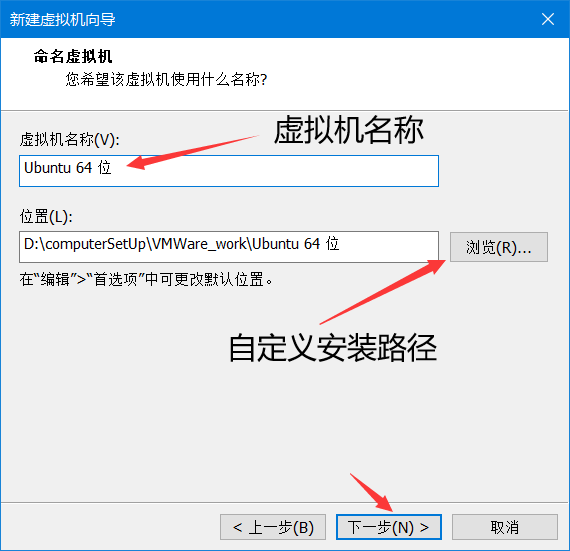 新建虚拟机向导
命名虚拟机
您希望该虚拟机使用什么名称?
虚拟机名称(V):
虚拟机名称
Ubuntu 64 位
位置(L):
D:\computerSetUp\VMWare_work\Ubuntu 64 位
浏览(R)...
在“编辑”>“首选项”中可更改默认位置。
自定义安装路径
< 上一步(B)
下一步(N) >
取消